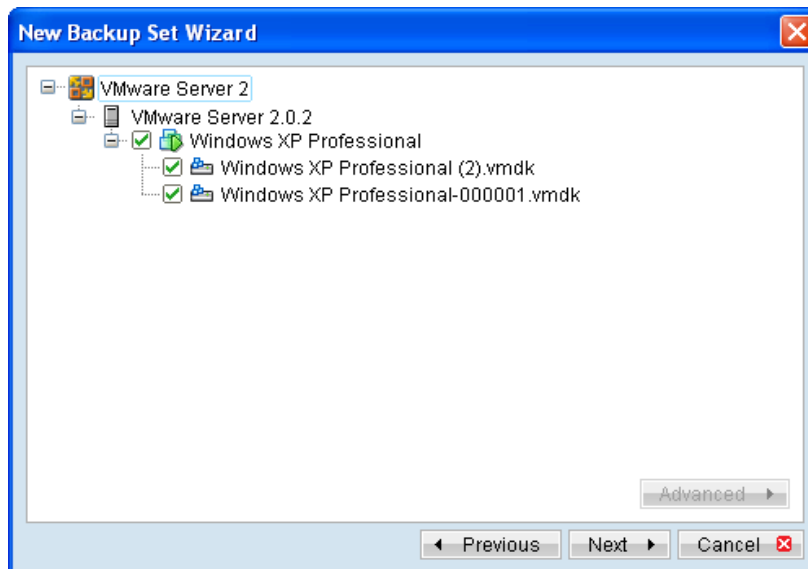 New Backup Set Wizard
VMware Server 2
VMware Server 2.0.2
Windows XP Professional
Windows XP Professional (2).vmdk
Windows XP Professional-000001.vmdk
Advanced
Previous Next Cancel